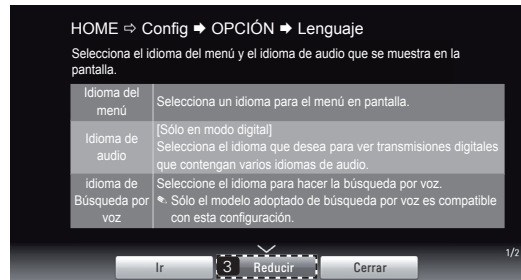 HOME ⇨ Config ➡ OPCIÓN ➡ Lenguaje
Selecciona el idioma del menú y el idioma de audio que se muestra en la
pantalla.
Idioma del
menú
Selecciona un idioma para el menú en pantalla.
Idioma de
audio
[Sólo en modo digital]
Selecciona el idioma que desea para ver transmisiones digitales
que contengan varios idiomas de audio.
idioma de
Búsqueda por
voz
Seleccione el idioma para hacer la búsqueda por voz.
Sólo el modelo adoptado de búsqueda por voz es compatible
con esta configuración.
1/2
Ir
3 Reducir
Cerrar